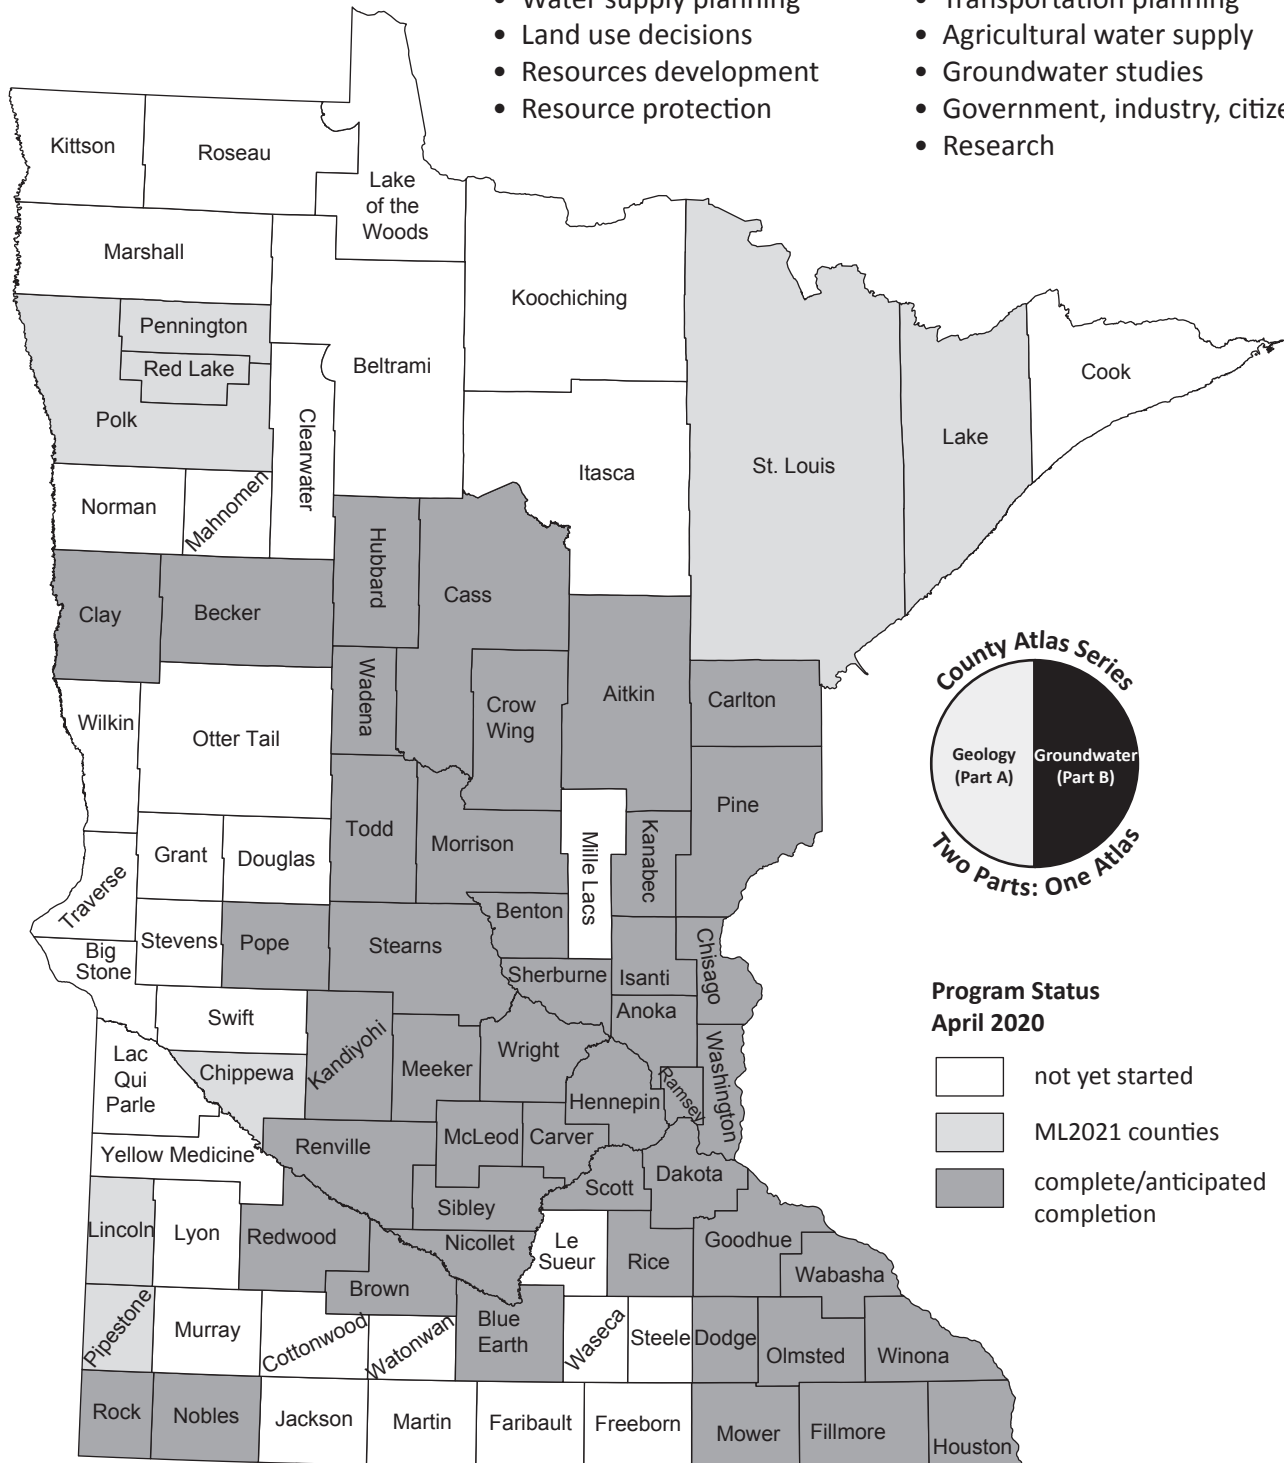 • Water supply planning
• Land use decisions
• Resources development
• Resource protection
• Transportation planning
• Agricultural water supply
• Groundwater studies
• Government, industry, citize
• Research
Kittson
Roseau
Lake
of the
Woods
Marshall
Koochiching
Pennington
Red Lake
Beltrami
Cook
Polk
Clearwater
Lake
St. Louis
Itasca
Norman
Mahnomen
Hubbard
Cass
Clay
Becker
Wadena
Crow
Wing
Aitkin
Carlton
Wilkin
Otter Tail
Pine
Todd
Morrison
Mille Lacs
Kanabec
Grant
Douglas
Traverse
Stevens
Pope
Stearns
Benton
Big
Stone
Sherburne
Isanti
Chisago
Swift
Anoka
Kandiyohi
Meeker
Wright
Washington
Lac
Qui
Parle
Chippewa
Hennepin
Ramsey
Yellow Medicine
Renville
McLeod
Carver
Dakota
Scott
Sibley
Lincoln
Lyon
Redwood
Nicollet
Le
Sueur
Rice
Goodhue
Wabasha
Brown
Pipestone
Murray
Cottonwood
Watonwan
Blue
Earth
Waseca
Steele
Dodge
Olmsted
Winona
Rock
Nobles
Jackson
Martin
Faribault
Freeborn
Mower
Fillmore
Houston
County Atlas Series
Geology
(Part A)
Groundwater
(Part B)
Two Parts: One Atlas
Program Status
April 2020
not yet started
ML2021 counties
complete/anticipated
completion